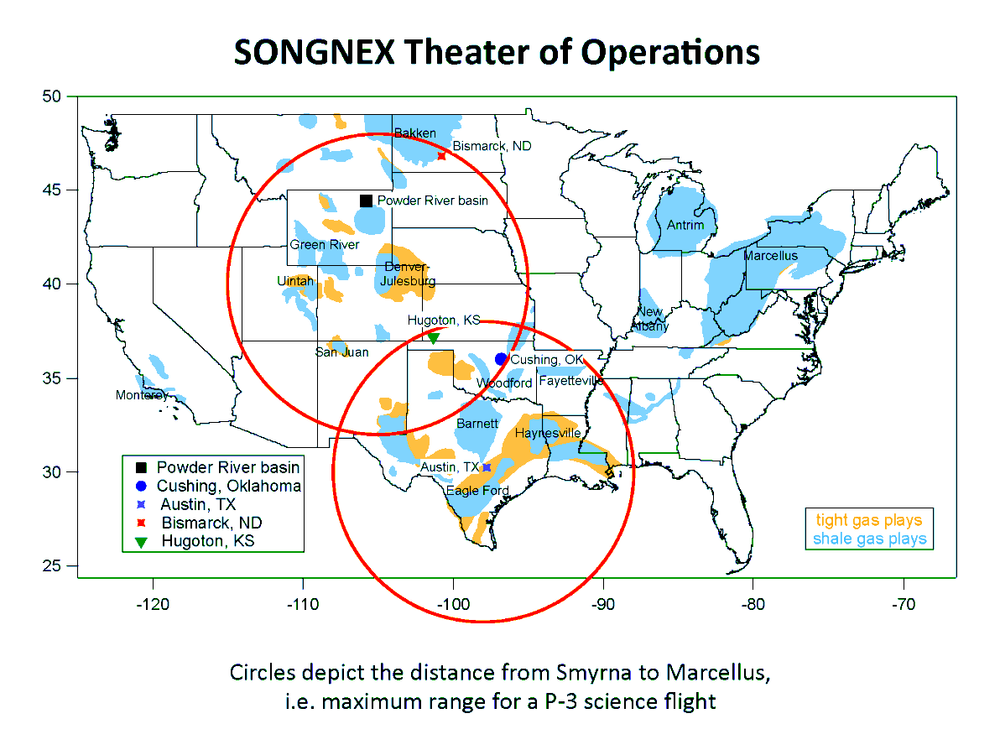 SONGNEX Theater of Operations
50
45
40
35
30
25
-120
-110
-100
-90
-80
-70
Bakken
Bismarck, ND
Powder River basin
Green River
Uintah
Denver-
Julesburg
San Juan
Hugoton, KS
Cushing, OK
Woodford
Fayetteville
Barnett
Haynesville
Austin, TX
Eagle Ford
Monterey
Antrim
Marcellus
New
Albany
Powder River basin
Cushing, Oklahoma
Austin, TX
Bismarck, ND
Hugoton, KS
tight gas plays
shale gas plays
Circles depict the distance from Smyrna to Marcellus,
i.e. maximum range for a P-3 science flight